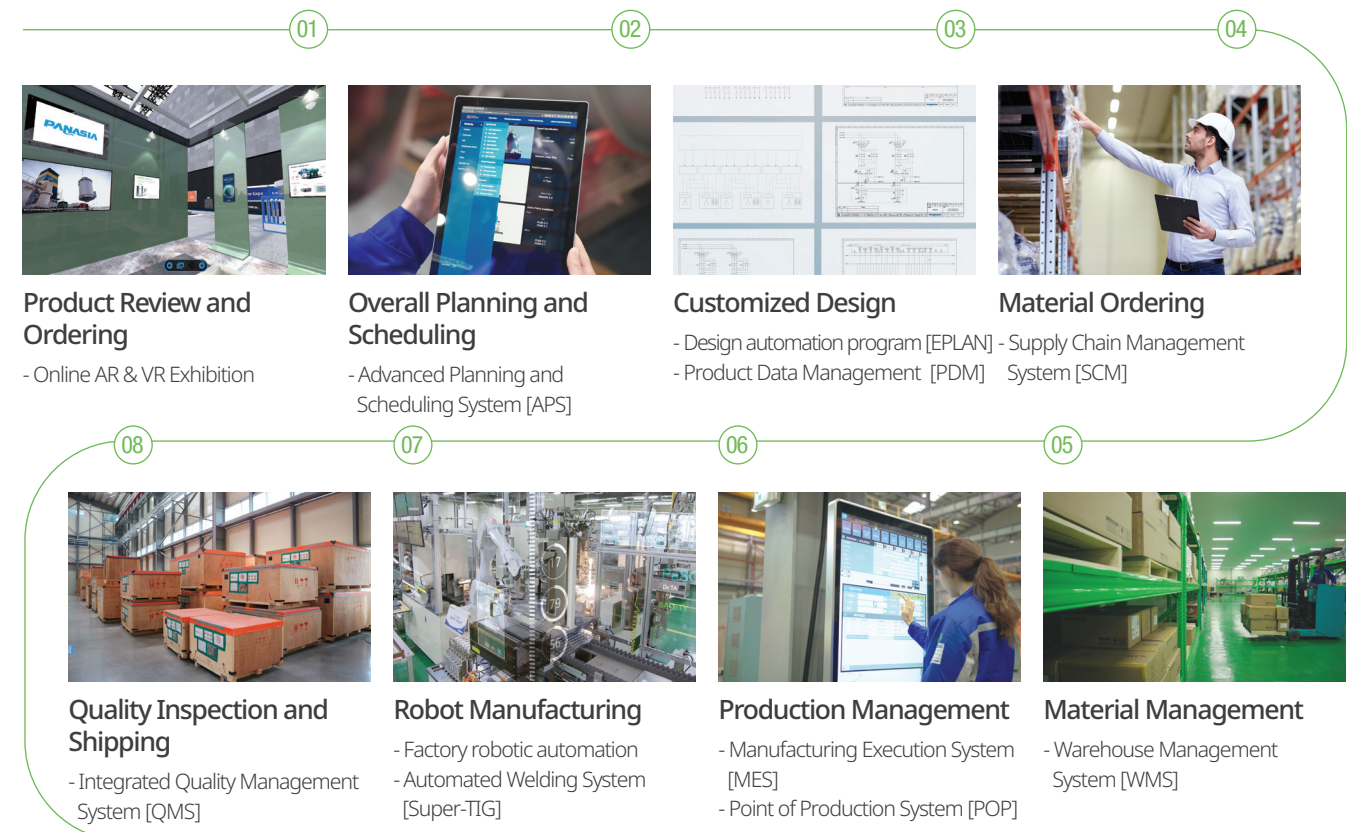 01
02
03
04
PANASIA
Product Review and
Ordering
- Online AR & VR Exhibition
Overall Planning and
Scheduling
- Advanced Planning and
Scheduling System [APS]
Customized Design
- Design automation program [EPLAN]
- Product Data Management [PDM]
Material Ordering
- Supply Chain Management
System [SCM]
08
07
06
05
17
79
Quality Inspection and
Shipping
- Integrated Quality Management
System [QMS]
Robot Manufacturing
- Factory robotic automation
- Automated Welding System
[Super-TIG]
Production Management
- Manufacturing Execution System
[MES]
- Point of Production System [POP]
Material Management
- Warehouse Management
System [WMS]